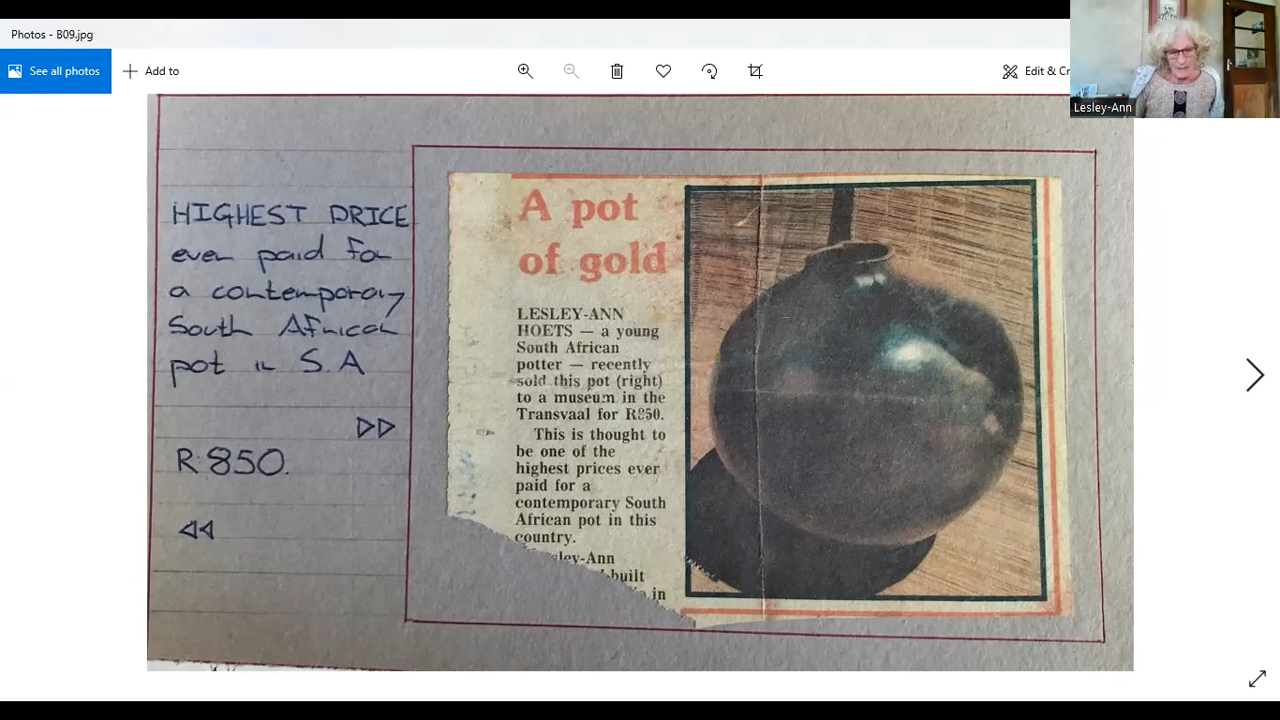 Photos - B09.jpg
See all photos
Add to
Edit & Cr
Lesley-Ann
HIGHEST PRICE
ever paid for
a contemporary
South African
pot in S.A
R.850.
A pot
of gold
LESLEY-ANN
HOETS — a young
South African
potter — recently
sold this pot (right)
to a museum in the
Transvaal for R850.
This is thought to
be one of the
highest prices ever
paid for a
contemporary South
African pot in this
country.
sley-Ann
built
in